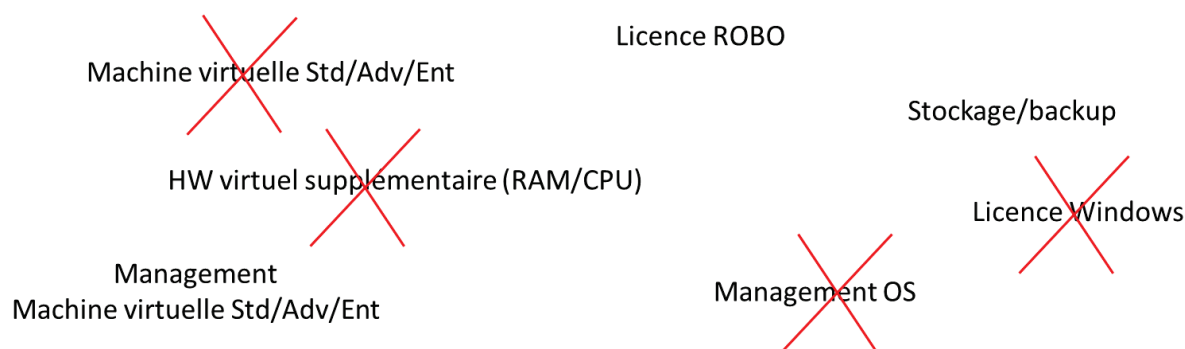 Licence ROBO
Machine virtuelle Std/Adv/Ent
Stockage/backup
HW virtuel supplémentaire (RAM/CPU)
Licence Windows
Management
Machine virtuelle Std/Adv/Ent
Management OS